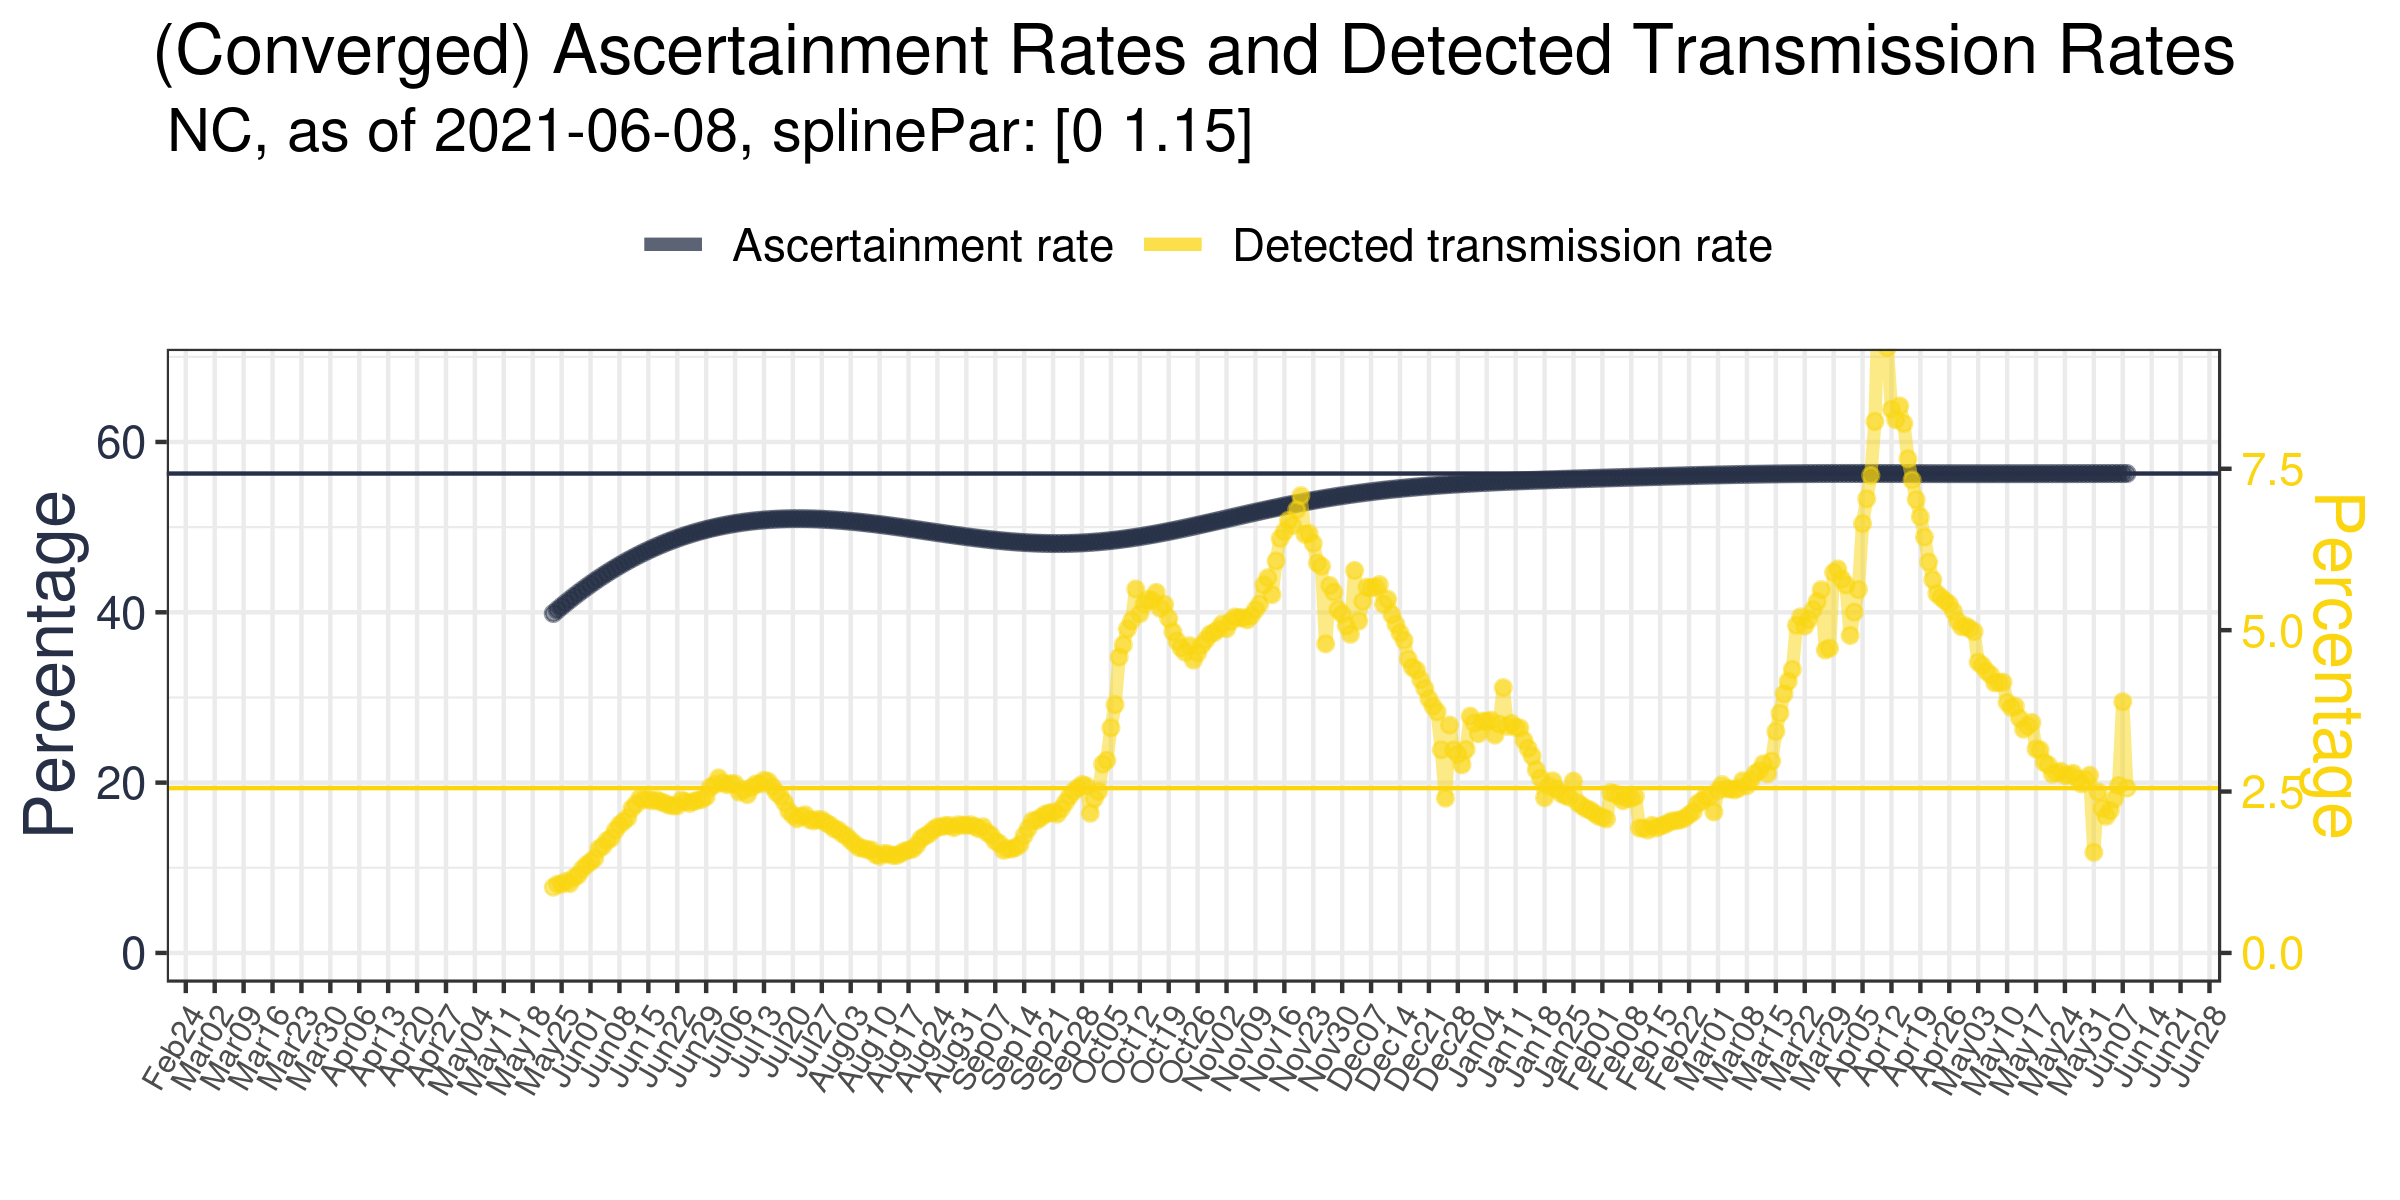 (Converged) Ascertainment Rates and Detected Transmission Rates
NC, as of 2021-06-08, splinePar: [0 1.15]
Ascertainment rate
Detected transmission rate
Percentage
60
40
20
0
7.5
5.0
2.5
0.0
Percentage
Feb24
Mar02
Mar09
Mar16
Mar23
Mar30
Apr06
Apr13
Apr20
Apr27
May04
May11
May18
May25
Jun01
Jun08
Jun15
Jun22
Jun29
Jul06
Jul13
Jul20
Jul27
Aug03
Aug10
Aug17
Aug24
Aug31
Sep07
Sep14
Sep21
Sep28
Oct05
Oct12
Oct19
Oct26
Nov02
Nov09
Nov16
Nov23
Nov30
Dec07
Dec14
Dec21
Dec28
Jan04
Jan11
Jan18
Jan25
Feb01
Feb08
Feb15
Feb22
Mar01
Mar08
Mar15
Mar22
Mar29
Apr05
Apr12
Apr19
Apr26
May03
May10
May17
May24
May31
Jun07
Jun14
Jun21
Jun28